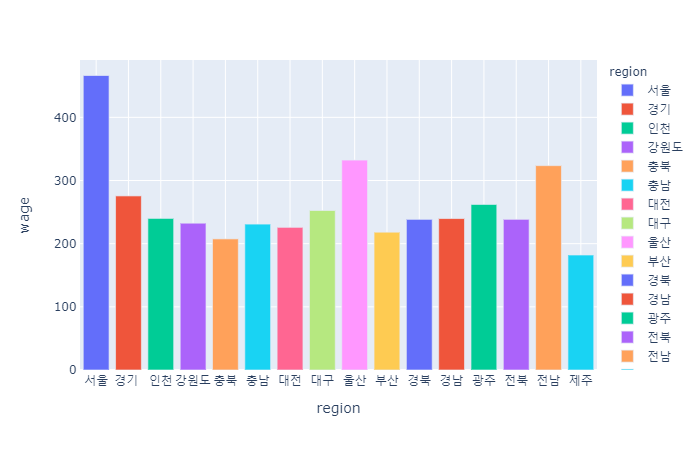 wage
400
300
200
100
0
서울 경기 인천 강원도 충북 충남 대전 대구 울산 부산 경북 경남 광주 전북 전남 제주
region
region
서울
경기
인천
강원도
충북
충남
대전
대구
울산
부산
경북
경남
광주
전북
전남